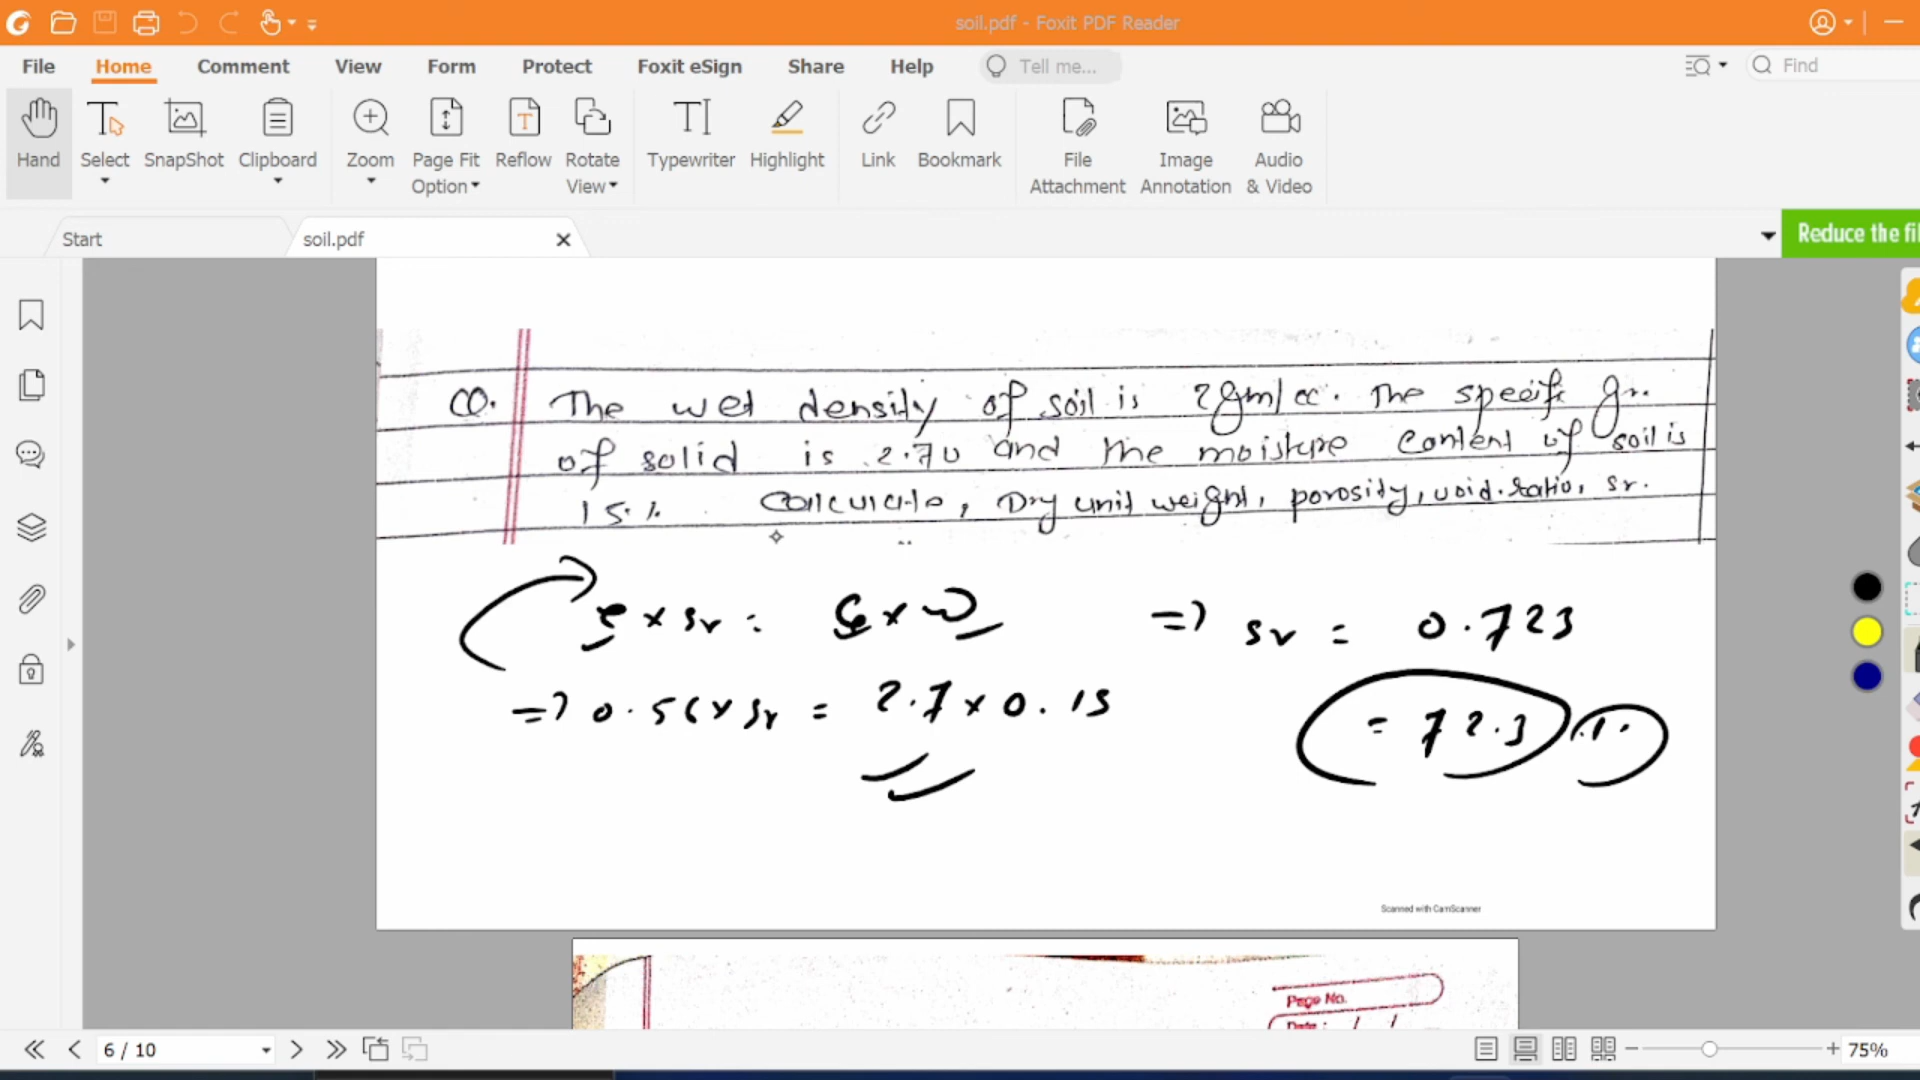 soil.pdf - Foxit PDF Reader
File Home Comment View Form Protect Foxit eSign Share Help Tell me... Find
Hand Select SnapShot Clipboard Zoom Page Fit Option Reflow Rotate View Typewriter Highlight Link Bookmark File Attachment Image Annotation Audio & Video
Start soil.pdf Reduce the fil
Q. The wet density of soil is 2gm/cc. The specifi gr.
of solid is 2.70 and the moisture content of soil is
15% Calculate, Dry unit weight, porosity, void.ratio, sr.
e x sr = G x ω => sr = 0.723
=> 0.56 x sr = 2.7 x 0.15 = 72.3 %
Scanned with CamScanner
Page No.
Date : / /
6 / 10 75%